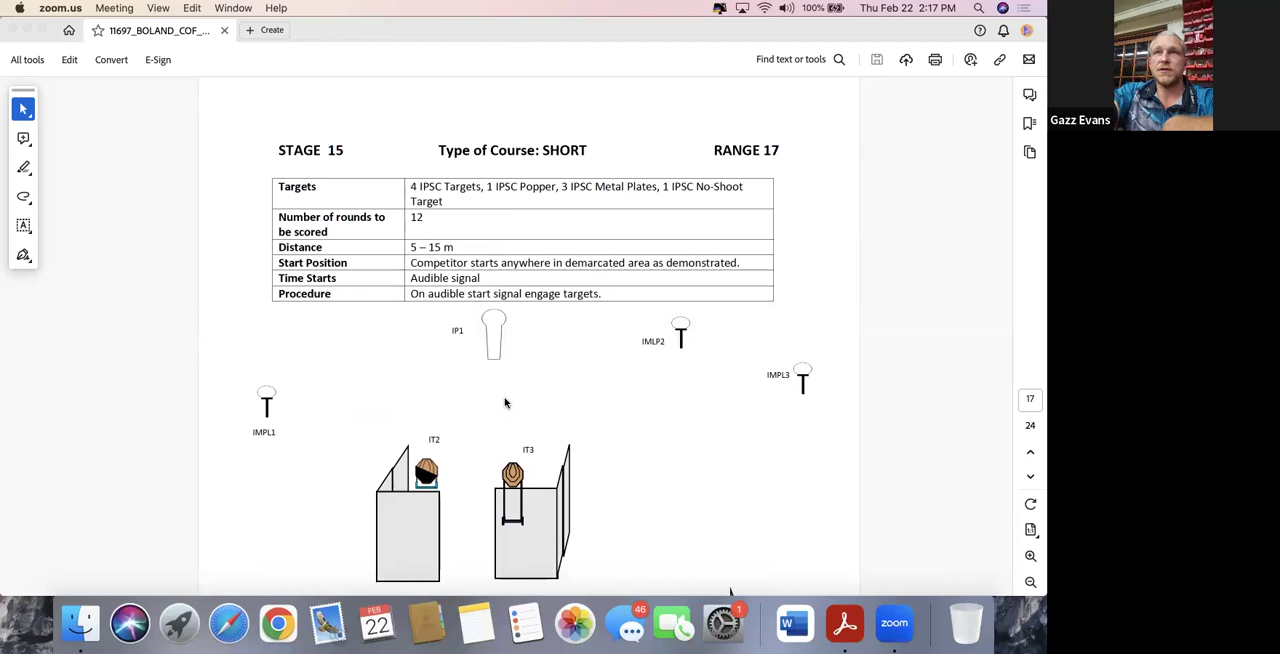 zoom.us Meeting View Edit Window Help 100% Thu Feb 22 2:17 PM
11697_BOLAND_COF_... Create
All tools Edit Convert E-Sign Find text or tools
Gazz Evans
STAGE 15 Type of Course: SHORT RANGE 17
Targets 4 IPSC Targets, 1 IPSC Popper, 3 IPSC Metal Plates, 1 IPSC No-Shoot
Target
Number of rounds to 12
be scored
Distance 5 – 15 m
Start Position Competitor starts anywhere in demarcated area as demonstrated.
Time Starts Audible signal
Procedure On audible start signal engage targets.
IP1
IMLP2
IMPL3
17
24
IMPL1
IT2
IT3
1:1
FEB
22
46
1
W
zoom